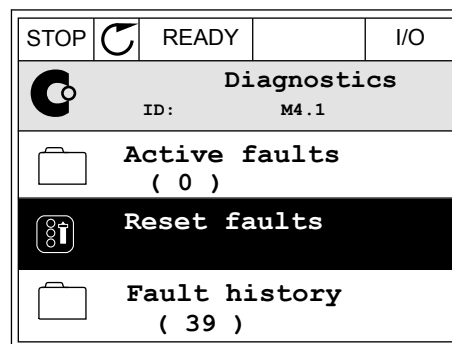 STOP READY I/O
Diagnostics
ID: M4.1
Active faults
( 0 )
Reset faults
Fault history
( 39 )